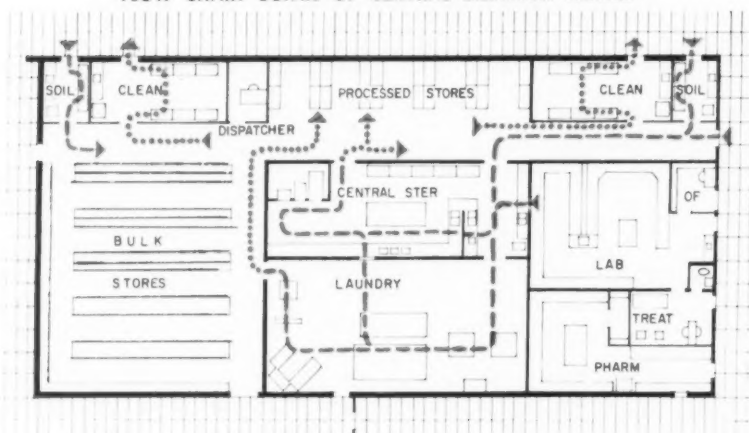 SOIL
CLEAN
DISPATCHER
PROCESSED STORES
CLEAN
SOIL
CENTRAL STER
OF
BULK
STORES
LAUNDRY
LAB
TREAT
PHARM